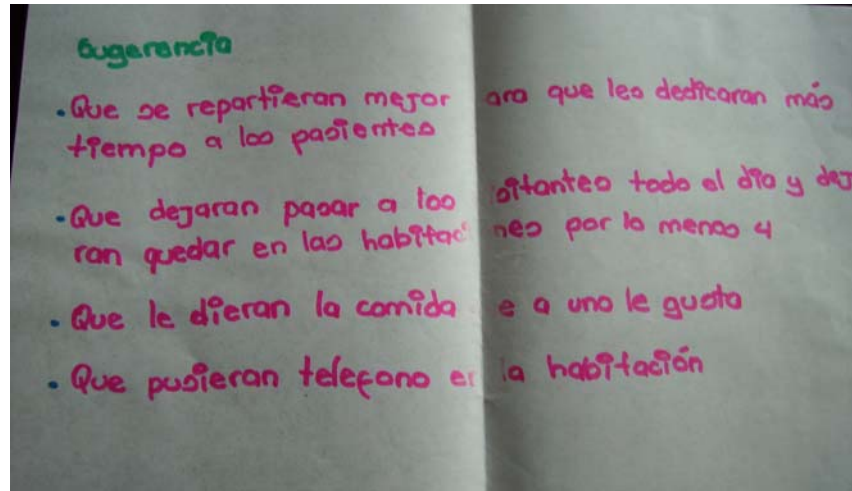 Sugerencia
• Que se repartieran mejor ara que les dedicaran más
tiempo a los pasientes
• Que dejaran pasar a los sitantes todo el día y dej
ran quedar en las habitac nes por lo menos 4
• Que le dieran la comida e a uno le gusta
• Que pusieran telefono en la habitación